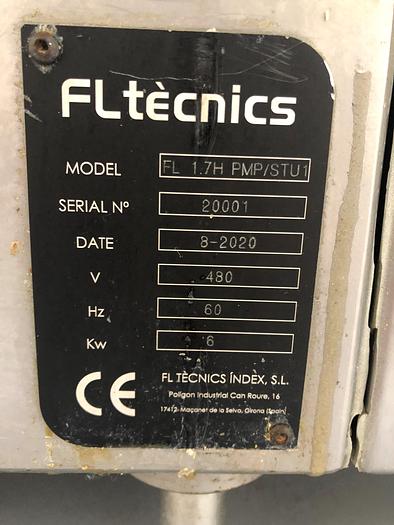 FLtècnics
MODEL FL 1.7H PMP/STU1
SERIAL Nº 20001
DATE 8-2020
V 480
Hz 60
Kw 6
CE FL TÈCNICS ÍNDEX, S.L.
Polígon Industrial Can Roure, 16
17412 Maçanet de la Selva, Girona (Spain)